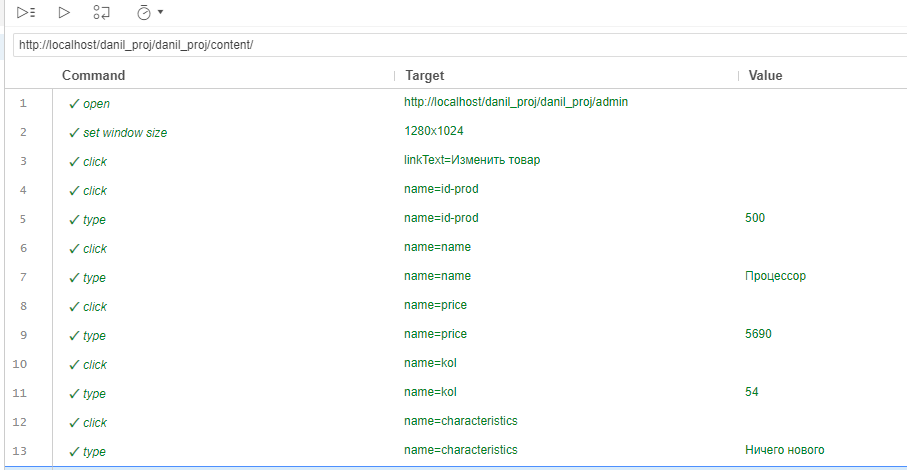 http://localhost/danil_proj/danil_proj/content/
Command Target Value
1 open http://localhost/danil_proj/danil_proj/admin
2 set window size 1280x1024
3 click linkText=Изменить товар
4 click name=id-prod
5 type name=id-prod 500
6 click name=name
7 type name=name Процессор
8 click name=price
9 type name=price 5690
10 click name=kol
11 type name=kol 54
12 click name=characteristics
13 type name=characteristics Ничего нового